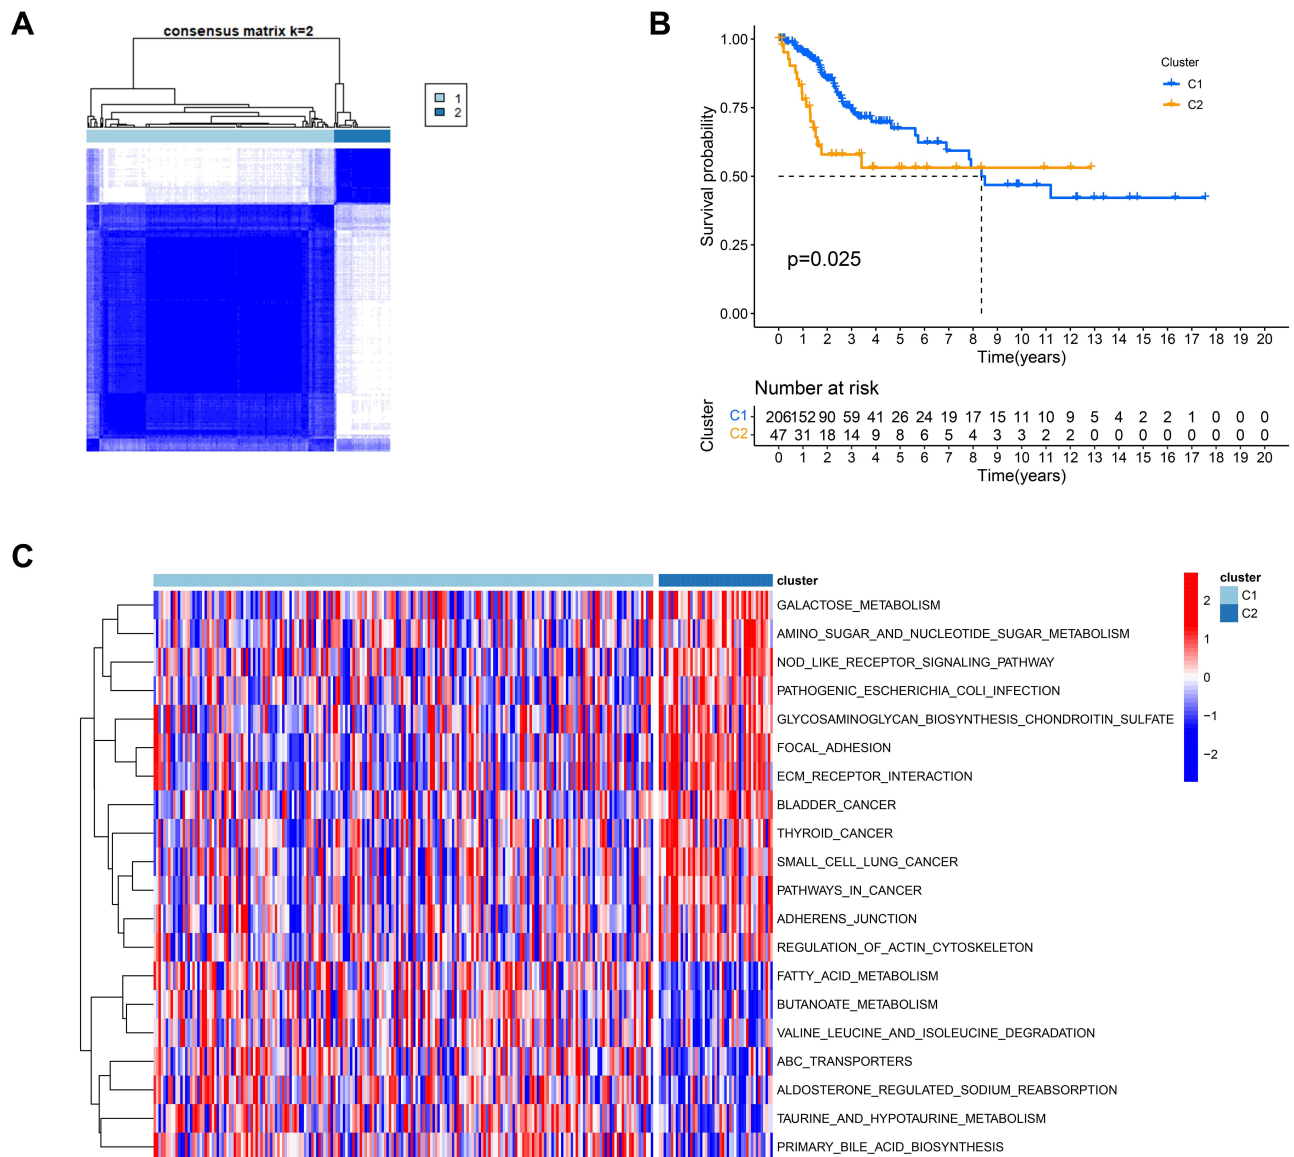 A
consensus matrix k=2
1
2
B
1.00
0.75
0.50
0.25
0.00
Survival probability
p=0.025
Cluster
C1
C2
0 1 2 3 4 5 6 7 8 9 10 11 12 13 14 15 16 17 18 19 20
Time(years)
Number at risk
Cluster
C1 206 152 90 59 41 26 24 19 17 15 11 10 9 5 4 2 2 1 0 0 0
C2 47 31 18 14 9 8 6 5 4 3 3 2 2 0 0 0 0 0 0 0 0
0 1 2 3 4 5 6 7 8 9 10 11 12 13 14 15 16 17 18 19 20
Time(years)
C
cluster
GALACTOSE_METABOLISM
AMINO_SUGAR_AND_NUCLEOTIDE_SUGAR_METABOLISM
NOD_LIKE_RECEPTOR_SIGNALING_PATHWAY
PATHOGENIC_ESCHERICHIA_COLI_INFECTION
GLYCOSAMINOGLYCAN_BIOSYNTHESIS_CHONDROITIN_SULFATE
FOCAL_ADHESION
ECM_RECEPTOR_INTERACTION
BLADDER_CANCER
THYROID_CANCER
SMALL_CELL_LUNG_CANCER
PATHWAYS_IN_CANCER
ADHERENS_JUNCTION
REGULATION_OF_ACTIN_CYTOSKELETON
FATTY_ACID_METABOLISM
BUTANOATE_METABOLISM
VALINE_LEUCINE_AND_ISOLEUCINE_DEGRADATION
ABC_TRANSPORTERS
ALDOSTERONE_REGULATED_SODIUM_REABSORPTION
TAURINE_AND_HYPOTAURINE_METABOLISM
PRIMARY_BILE_ACID_BIOSYNTHESIS
2
1
0
−1
−2
cluster
C1
C2